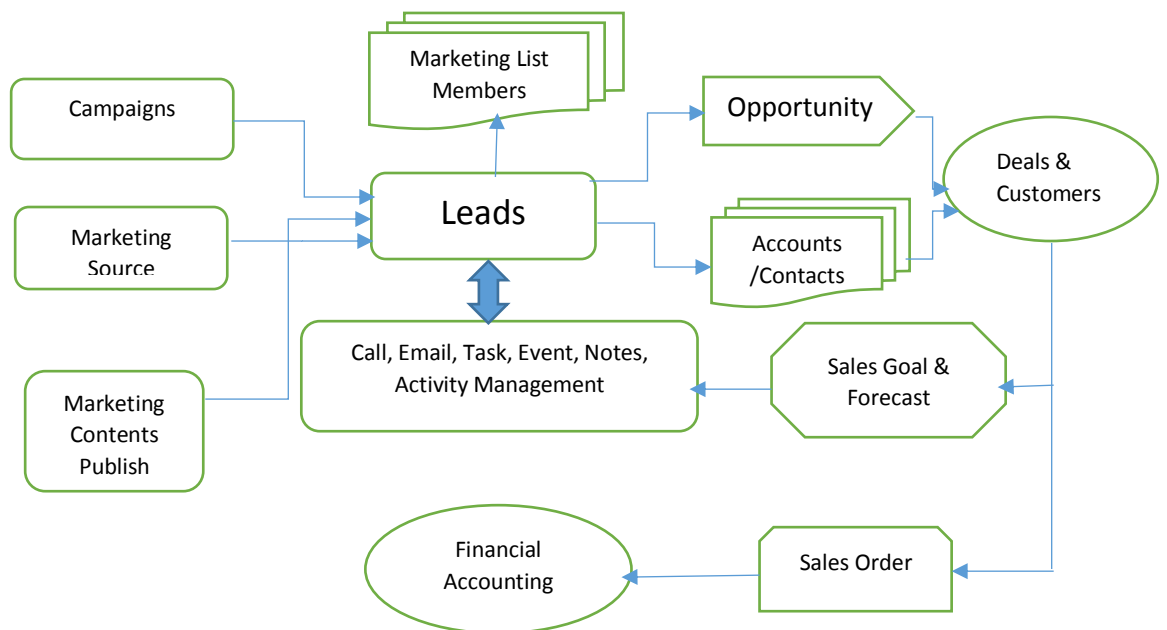 Marketing List
Members
Campaigns
Opportunity
Deals &
Customers
Leads
Marketing
Source
Accounts
/Contacts
Call, Email, Task, Event, Notes,
Activity Management
Sales Goal &
Forecast
Marketing
Contents
Publish
Financial
Accounting
Sales Order